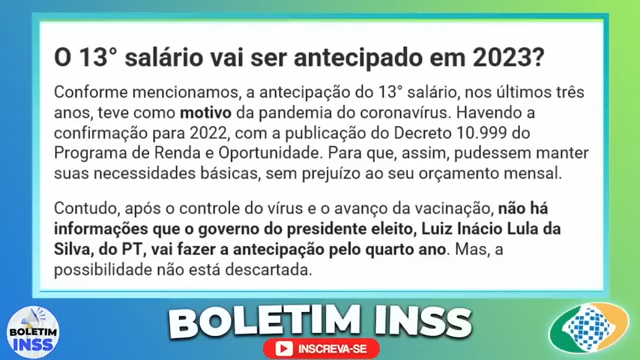 O 13° salário vai ser antecipado em 2023?
Conforme mencionamos, a antecipação do 13° salário, nos últimos três
anos, teve como motivo da pandemia do coronavírus. Havendo a
confirmação para 2022, com a publicação do Decreto 10.999 do
Programa de Renda e Oportunidade. Para que, assim, pudessem manter
suas necessidades básicas, sem prejuízo ao seu orçamento mensal.
Contudo, após o controle do vírus e o avanço da vacinação, não há
informações que o governo do presidente eleito, Luiz Inácio Lula da
Silva, do PT, vai fazer a antecipação pelo quarto ano. Mas, a
possibilidade não está descartada.
BOLETIM
INSS
BOLETIM INSS
INSCREVA-SE